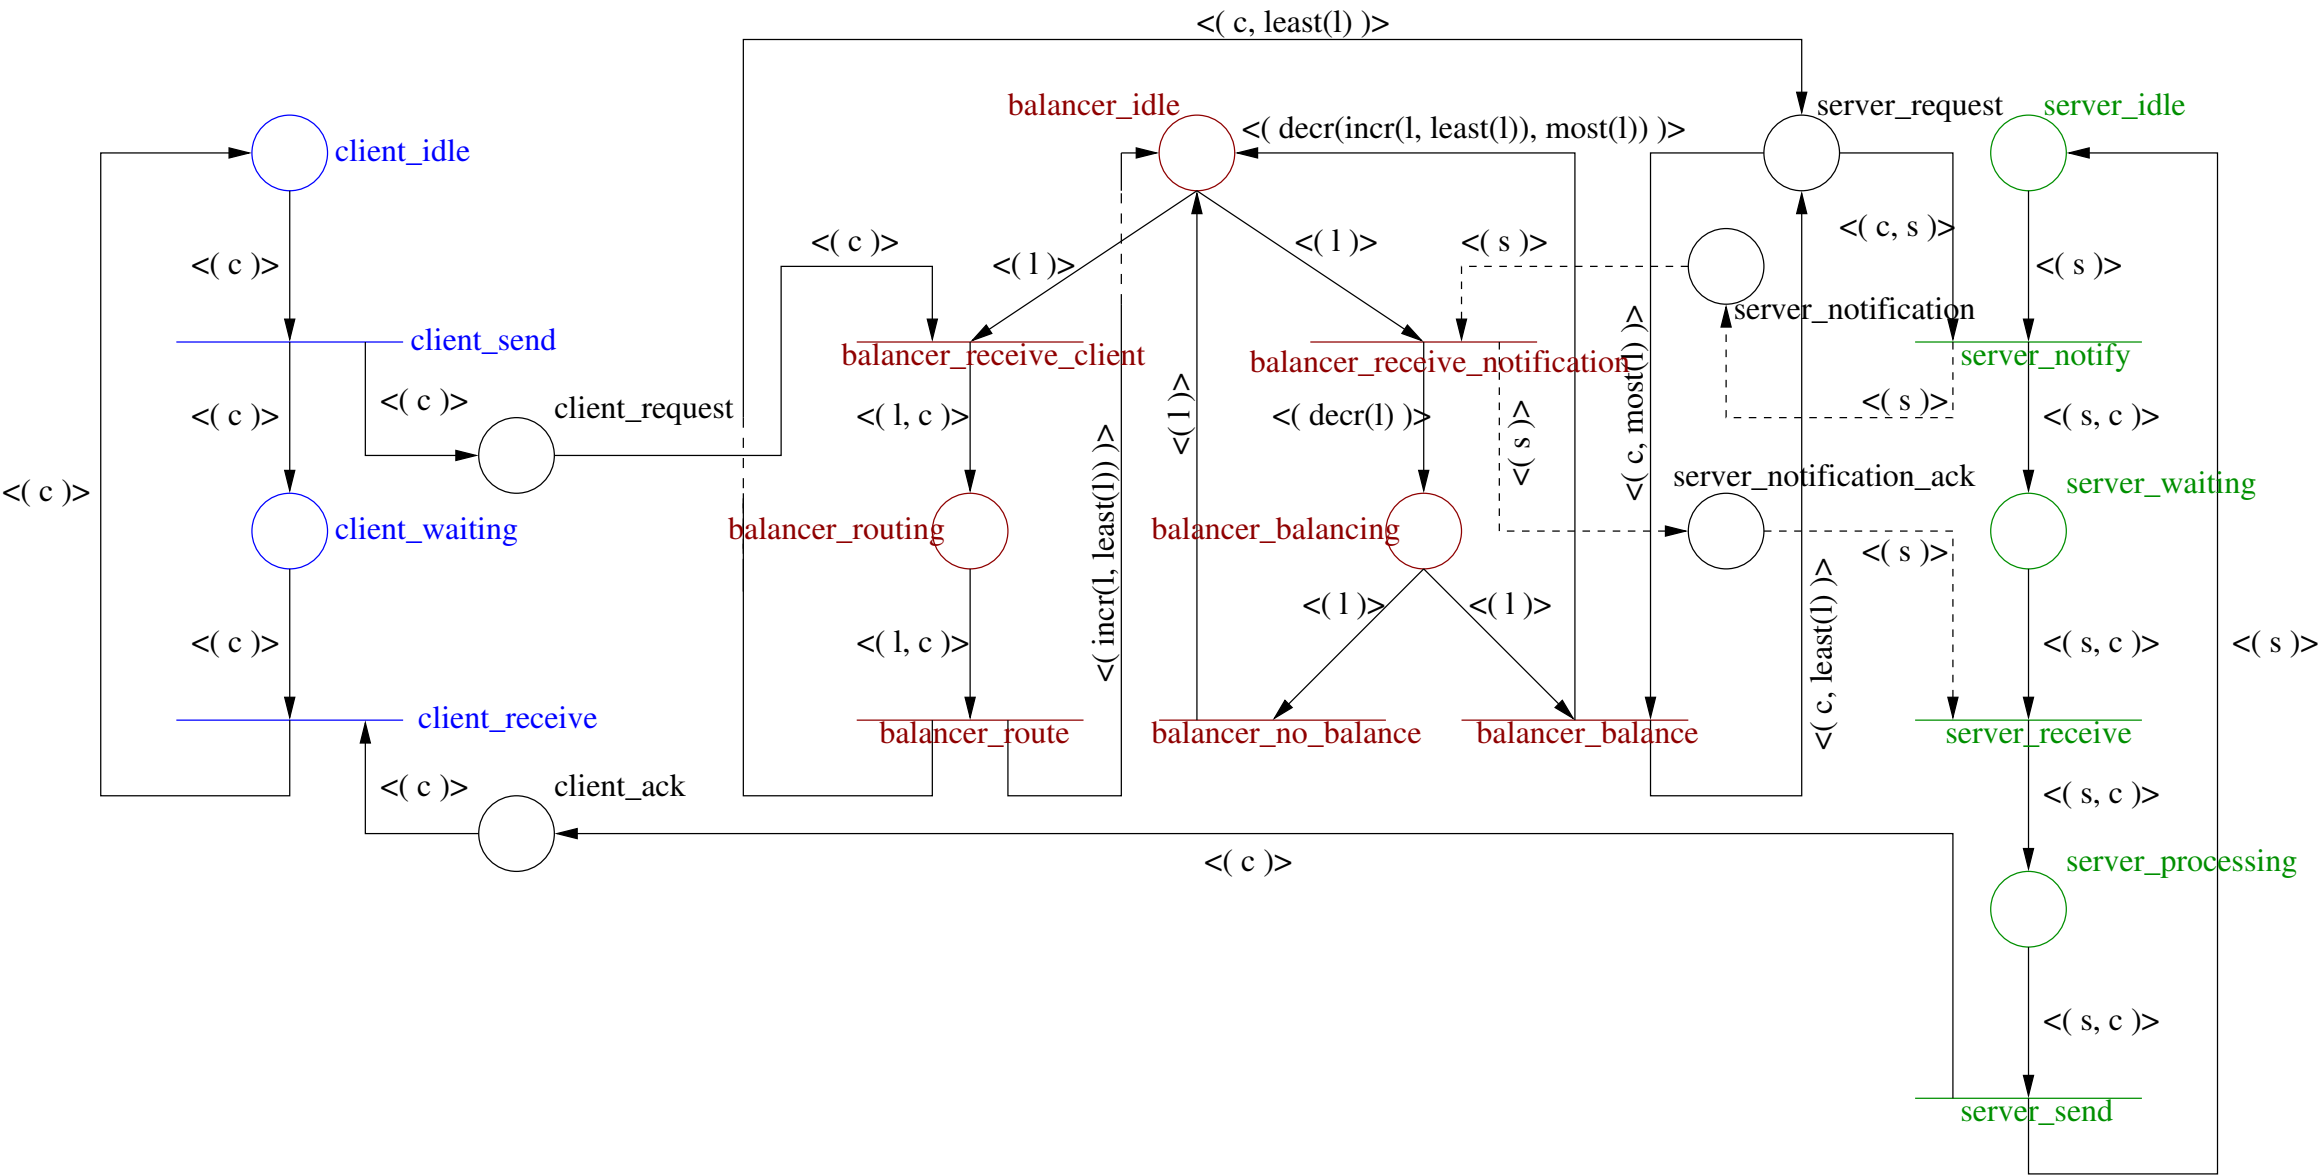 <( c, least(l) )>
balancer_idle
server_request
server_idle
<( decr(incr(l, least(l)), most(l)) )>
client_idle
<( c )>
<( l )>
<( l )>
<( s )>
<( c, s )>
<( c )>
<( s )>
server_notification
client_send
balancer_receive_client
balancer_receive_notification
server_notify
<( c )>
<( c )>
client_request
<( l, c )>
<( l )>
<( decr(l) )>
<( s )>
<( c, most(l) )>
<( s )>
<( s, c )>
<( c )>
server_notification_ack
server_waiting
client_waiting
balancer_routing
<( incr(l, least(l)) )>
balancer_balancing
<( s )>
<( l )>
<( l )>
<( c )>
<( l, c )>
<( c, least(l) )>
<( s, c )>
<( s )>
client_receive
balancer_route
balancer_no_balance
balancer_balance
server_receive
<( c )>
client_ack
<( s, c )>
<( c )>
server_processing
<( s, c )>
server_send